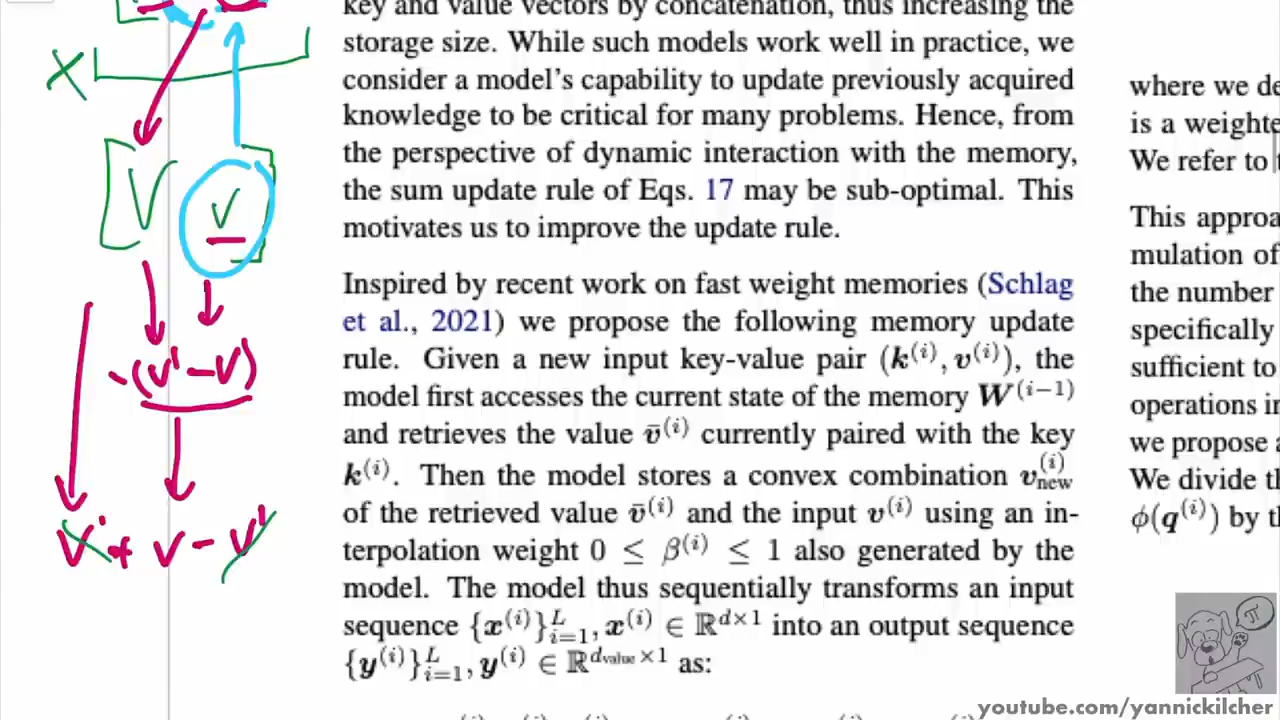 key and value vectors by concatenation, thus increasing the
storage size. While such models work well in practice, we
consider a model's capability to update previously acquired
knowledge to be critical for many problems. Hence, from
the perspective of dynamic interaction with the memory,
the sum update rule of Eqs. 17 may be sub-optimal. This
motivates us to improve the update rule.
Inspired by recent work on fast weight memories (Schlag
et al., 2021) we propose the following memory update
rule. Given a new input key-value pair (k^(i), v^(i)), the
model first accesses the current state of the memory W^(i−1)
and retrieves the value v̄^(i) currently paired with the key
k^(i). Then the model stores a convex combination v_new^(i)
of the retrieved value v̄^(i) and the input v^(i) using an in-
terpolation weight 0 ≤ β^(i) ≤ 1 also generated by the
model. The model thus sequentially transforms an input
sequence {x^(i)}_{i=1}^L, x^(i) ∈ ℝ^{d×1} into an output sequence
{y^(i)}_{i=1}^L, y^(i) ∈ ℝ^{d_value×1} as:
where we de
is a weighte
We refer to
This approa
mulation of
the number
specifically
sufficient to
operations in
we propose a
We divide th
ϕ(q^(i)) by th
X
V
V
(V' − V)
V' + V − V'
π
youtube.com/yannickilcher